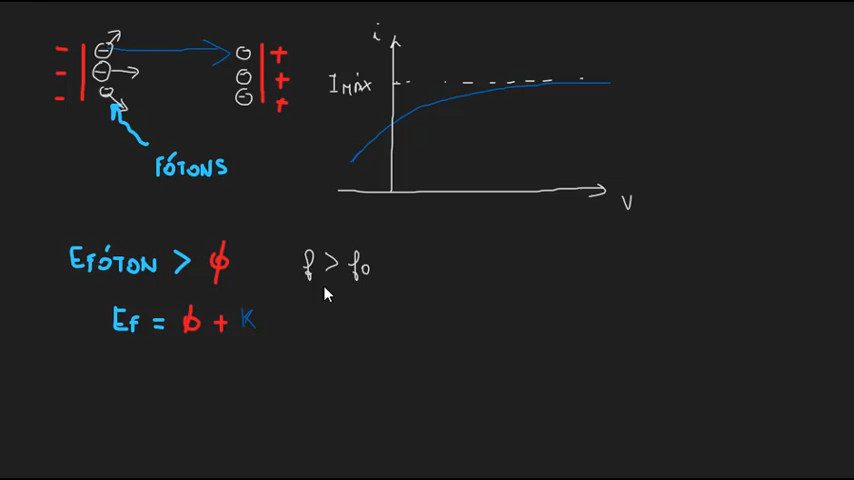 i
- +
- +
- +
Imáx
FÓTONS
V
EFÓTON > ϕ
f > f0
Ef = ϕ + K